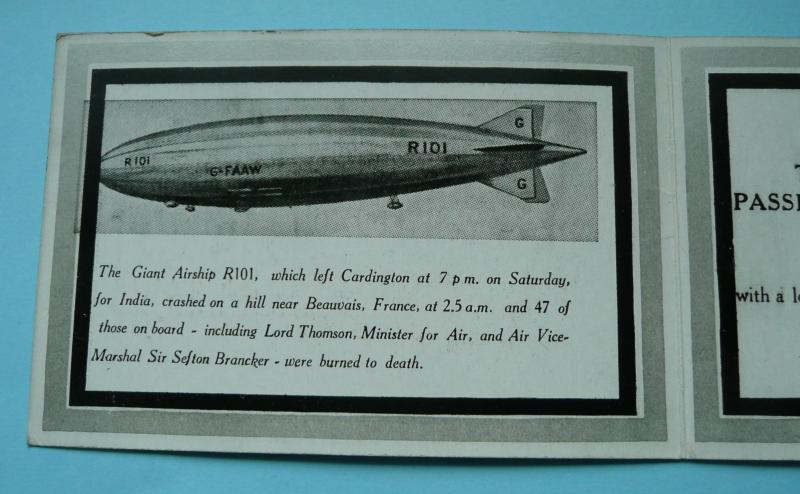 R101
G-FAAW
R101
G
G
The Giant Airship R101, which left Cardington at 7 p m. on Saturday,
for India, crashed on a hill near Beauvais, France, at 2.5 a.m. and 47 of
those on board - including Lord Thomson, Minister for Air, and Air Vice-
Marshal Sir Sefton Brancker - were burned to death.
PASSE
with a lo